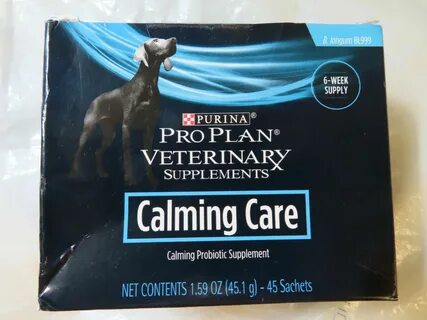 B. longum BL999
6-WEEK
SUPPLY
PURINA®
PRO PLAN®
VETERINARY
SUPPLEMENTS
Calming Care
Calming Probiotic Supplement
NET CONTENTS 1.59 OZ (45.1 g) - 45 Sachets